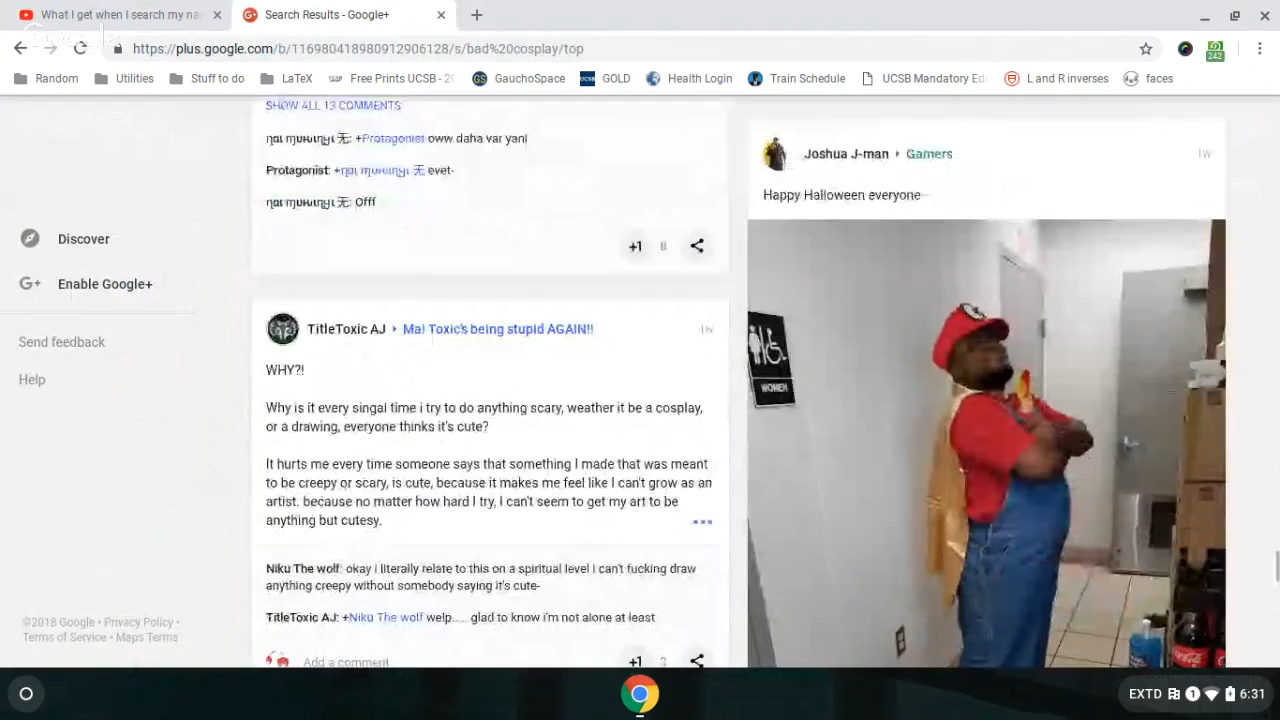 What I get when I search my na
Search Results - Google+
https://plus.google.com/b/116980418980912906128/s/bad%20cosplay/top
242
Random
Utilities
Stuff to do
LaTeX
Free Prints UCSB - 2
GauchoSpace
UCSB
GOLD
Health Login
Train Schedule
UCSB Mandatory Ed
L and R inverses
faces
Discover
Enable Google+
Send feedback
Help
©2018 Google • Privacy Policy •
Terms of Service • Maps Terms
SHOW ALL 13 COMMENTS
+Protagonist oww daha var yani
Protagonist: evet-
Offf
+1 8
TitleToxic AJ Ma! Toxic's being stupid AGAIN!!
1w
WHY?!
Why is it every singal time i try to do anything scary, weather it be a cosplay,
or a drawing, everyone thinks it's cute?
It hurts me every time someone says that something I made that was meant
to be creepy or scary, is cute, because it makes me feel like I can't grow as an
artist. because no matter how hard I try, I can't seem to get my art to be
anything but cutesy.
Niku The wolf: okay i literally relate to this on a spiritual level i can't fucking draw
anything creepy without somebody saying it's cute-
TitleToxic AJ: +Niku The wolf welp..... glad to know i'm not alone at least
Add a comment
+1 3
Joshua J-man Gamers
1w
Happy Halloween everyone
WOMEN
EXTD
1
6:31